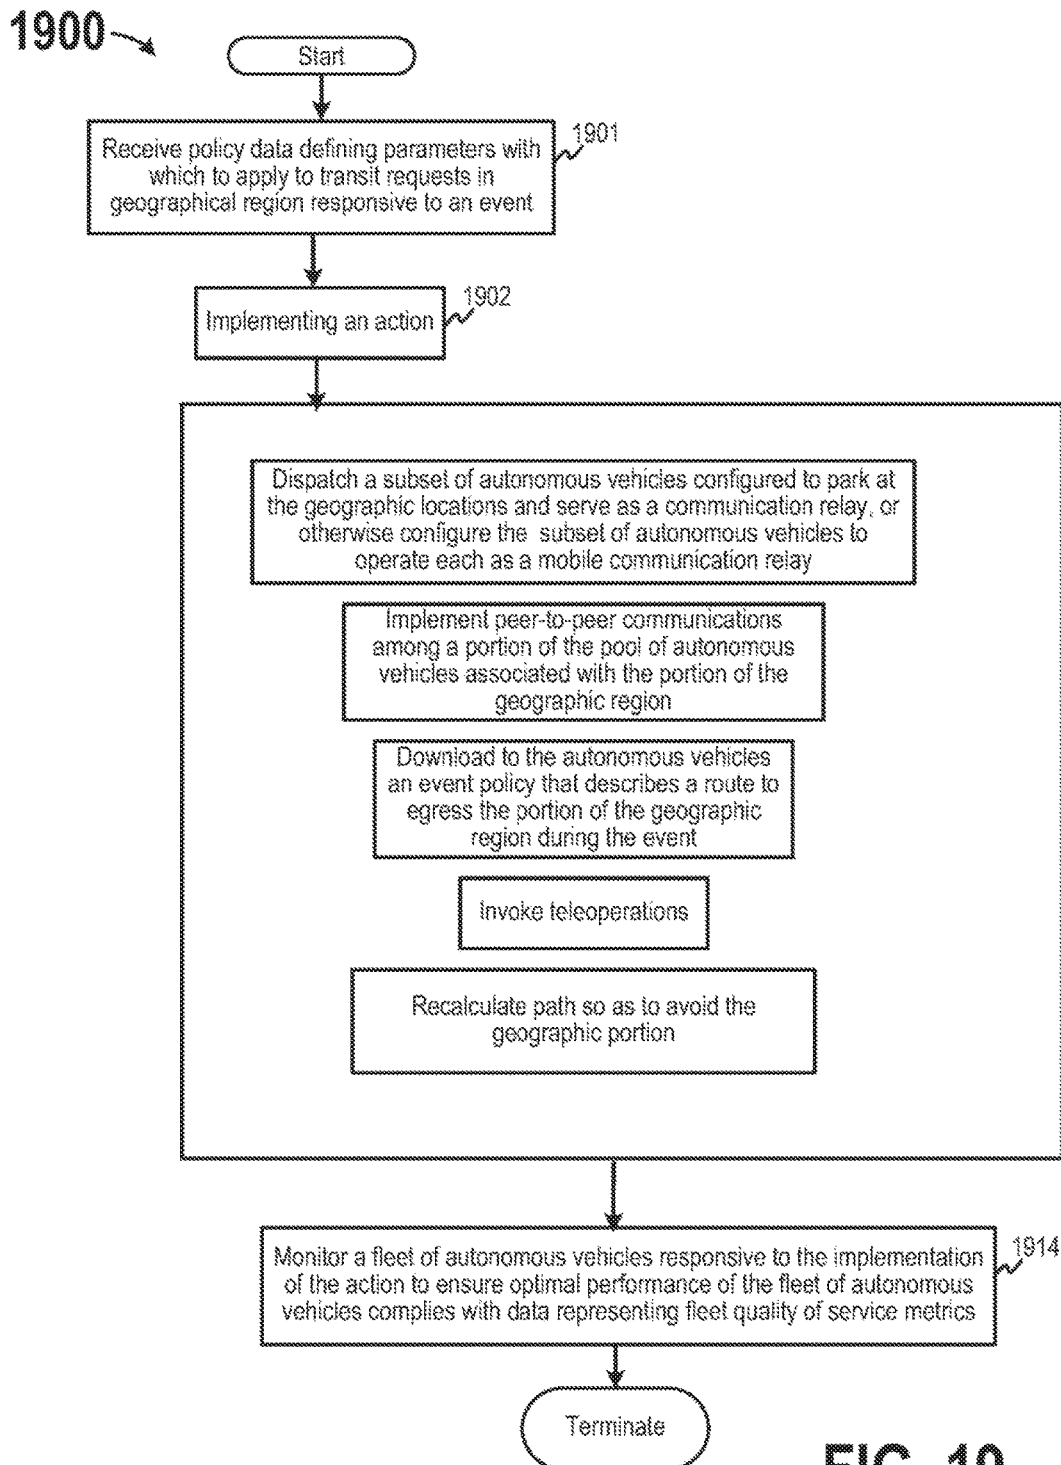 1900
Start
Receive policy data defining parameters with
which to apply to transit requests in
geographical region responsive to an event
1901
Implementing an action
1902
Dispatch a subset of autonomous vehicles configured to park at
the geographic locations and serve as a communication relay, or
otherwise configure the subset of autonomous vehicles to
operate each as a mobile communication relay
Implement peer-to-peer communications
among a portion of the pool of autonomous
vehicles associated with the portion of the
geographic region
Download to the autonomous vehicles
an event policy that describes a route to
egress the portion of the geographic
region during the event
Invoke teleoperations
Recalculate path so as to avoid the
geographic portion
Monitor a fleet of autonomous vehicles responsive to the implementation
of the action to ensure optimal performance of the fleet of autonomous
vehicles complies with data representing fleet quality of service metrics
1914
Terminate
FIG. 19